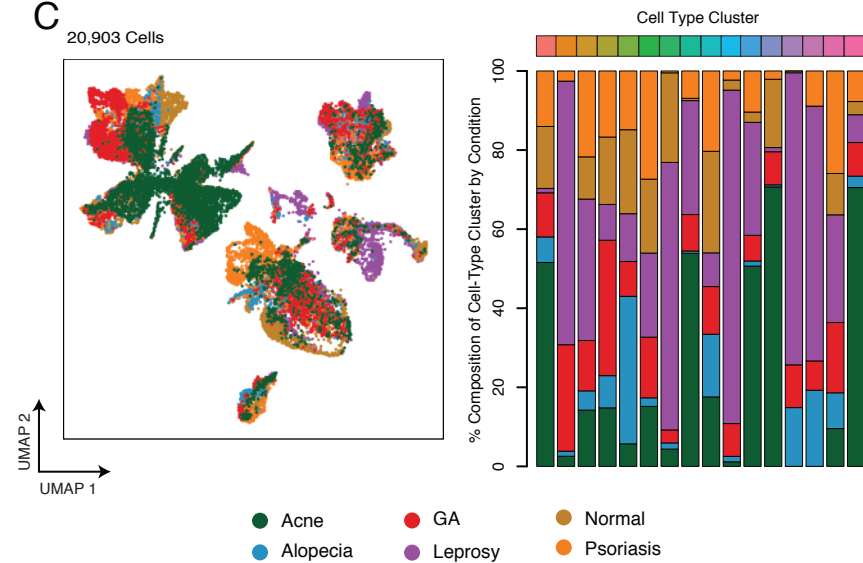 C
20,903 Cells
UMAP 2
UMAP 1
Cell Type Cluster
% Composition of Cell-Type Cluster by Condition
100
80
60
40
20
0
Acne
GA
Normal
Alopecia
Leprosy
Psoriasis